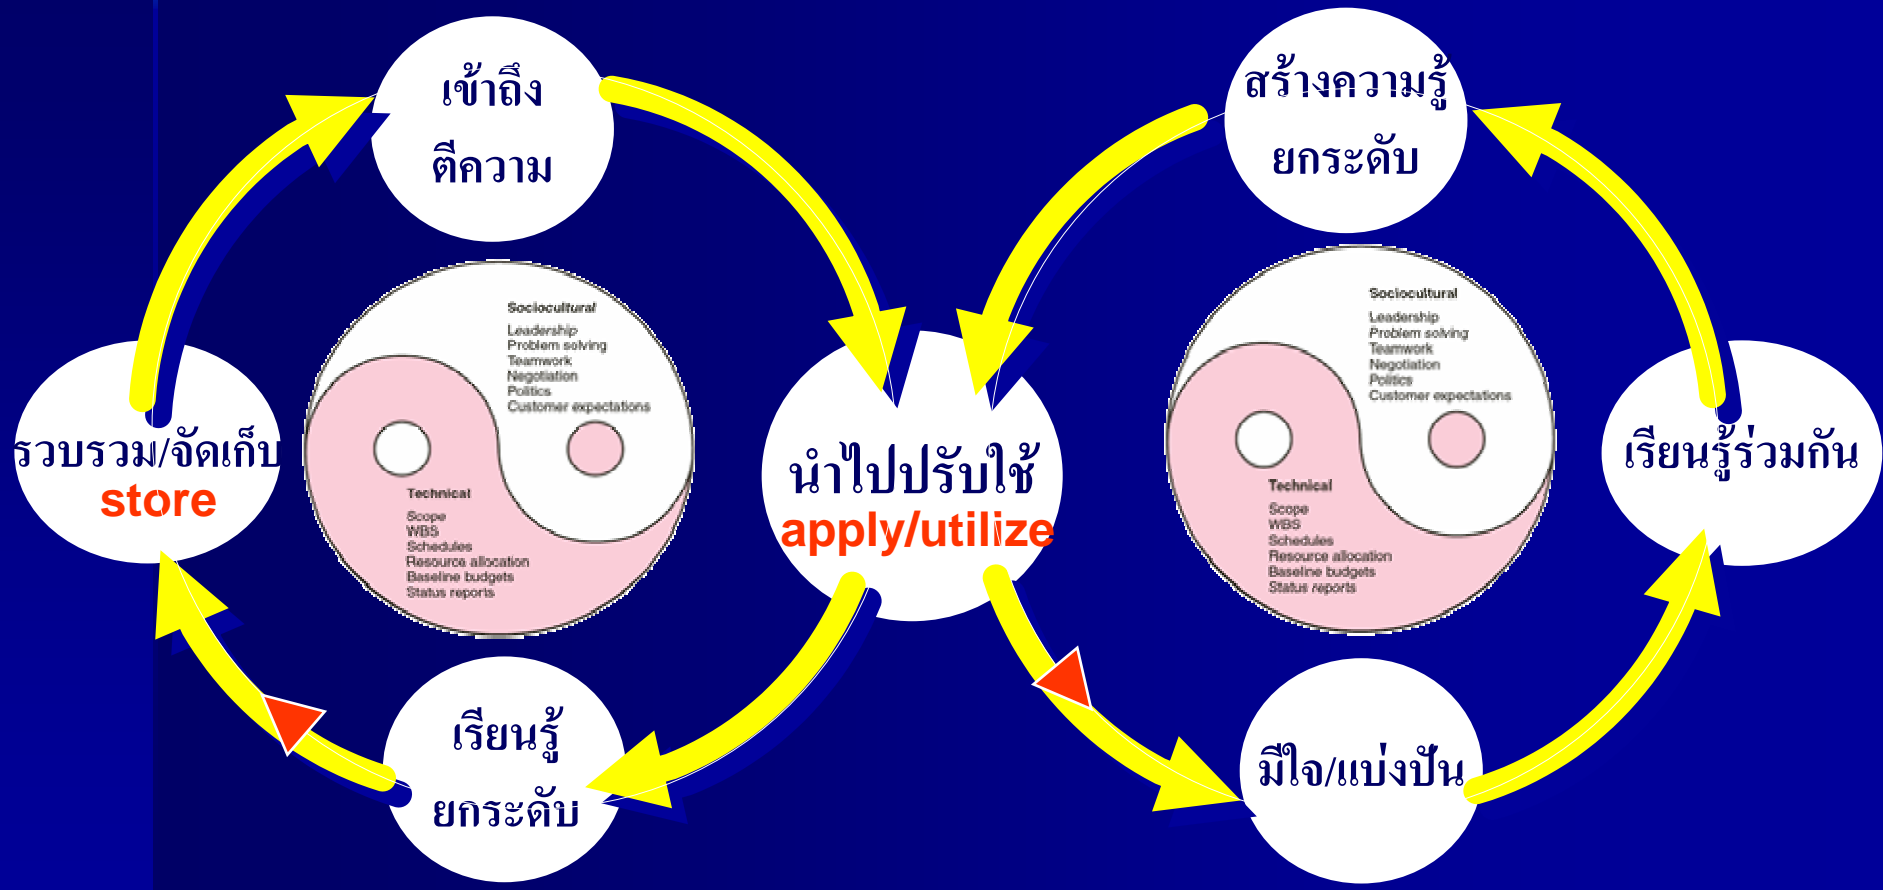 เข้าถึง
ตีความ
สร้างความรู้
ยกระดับ
Sociocultural
Leadership
Problem solving
Teamwork
Negotiation
Politics
Customer expectations
Technical
Scope
WBS
Schedules
Resource allocation
Baseline budgets
Status reports
Sociocultural
Leadership
Problem solving
Teamwork
Negotiation
Politics
Customer expectations
Technical
Scope
WBS
Schedules
Resource allocation
Baseline budgets
Status reports
รวบรวม/จัดเก็บ
store
นำไปปรับใช้
apply/utilize
เรียนรู้ร่วมกัน
เรียนรู้
ยกระดับ
มีใจ/แบ่งปัน